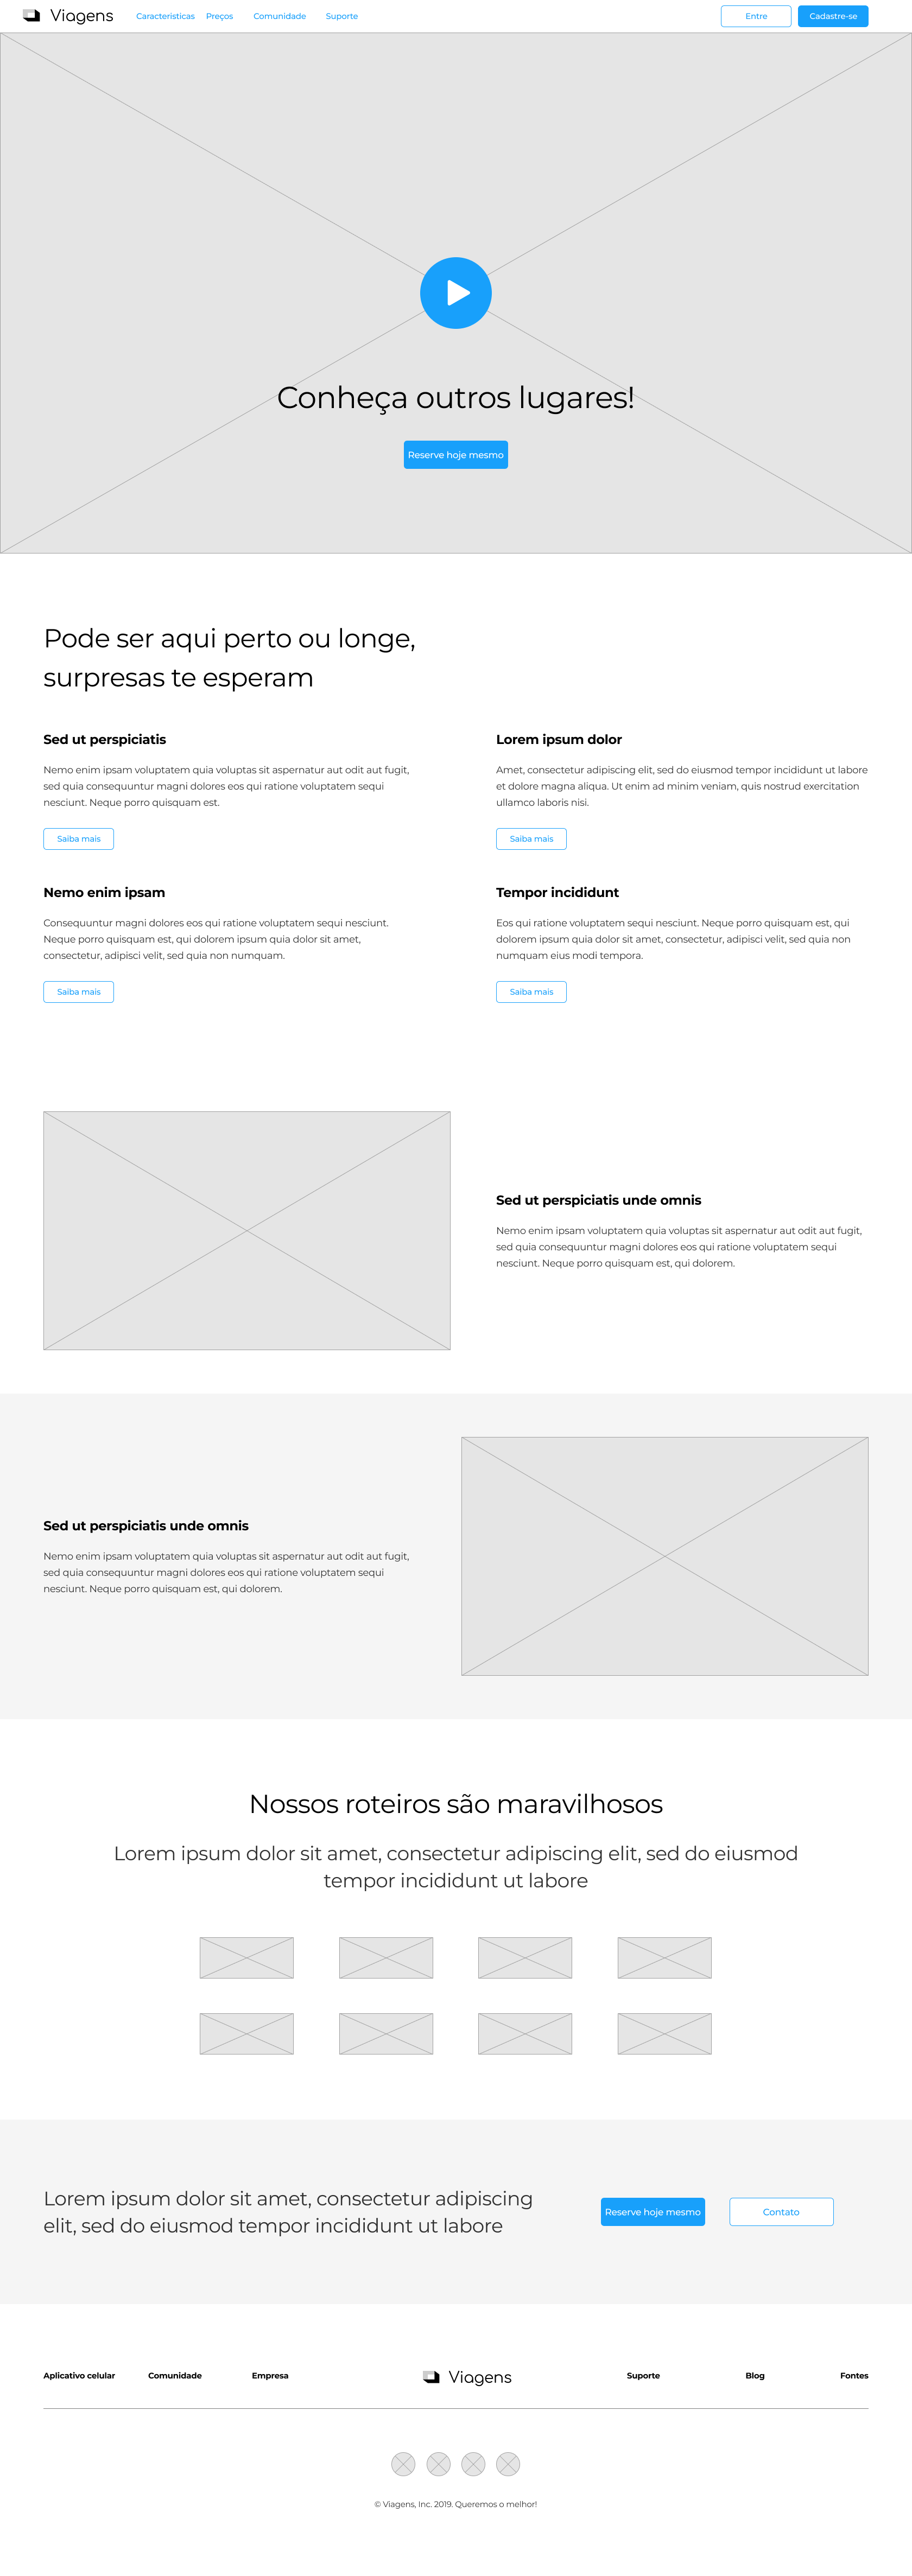 Viagens
Caracteristicas Preços Comunidade Suporte
Entre Cadastre-se
Conheça outros lugares!
Reserve hoje mesmo
Pode ser aqui perto ou longe,
surpresas te esperam
Sed ut perspiciatis
Nemo enim ipsam voluptatem quia voluptas sit aspernatur aut odit aut fugit,
sed quia consequuntur magni dolores eos qui ratione voluptatem sequi
nesciunt. Neque porro quisquam est.
Saiba mais
Lorem ipsum dolor
Amet, consectetur adipiscing elit, sed do eiusmod tempor incididunt ut labore
et dolore magna aliqua. Ut enim ad minim veniam, quis nostrud exercitation
ullamco laboris nisi.
Saiba mais
Nemo enim ipsam
Consequuntur magni dolores eos qui ratione voluptatem sequi nesciunt.
Neque porro quisquam est, qui dolorem ipsum quia dolor sit amet,
consectetur, adipisci velit, sed quia non numquam.
Saiba mais
Tempor incididunt
Eos qui ratione voluptatem sequi nesciunt. Neque porro quisquam est, qui
dolorem ipsum quia dolor sit amet, consectetur, adipisci velit, sed quia non
numquam eius modi tempora.
Saiba mais
Sed ut perspiciatis unde omnis
Nemo enim ipsam voluptatem quia voluptas sit aspernatur aut odit aut fugit,
sed quia consequuntur magni dolores eos qui ratione voluptatem sequi
nesciunt. Neque porro quisquam est, qui dolorem.
Sed ut perspiciatis unde omnis
Nemo enim ipsam voluptatem quia voluptas sit aspernatur aut odit aut fugit,
sed quia consequuntur magni dolores eos qui ratione voluptatem sequi
nesciunt. Neque porro quisquam est, qui dolorem.
Nossos roteiros são maravilhosos
Lorem ipsum dolor sit amet, consectetur adipiscing elit, sed do eiusmod
tempor incididunt ut labore
Lorem ipsum dolor sit amet, consectetur adipiscing
elit, sed do eiusmod tempor incididunt ut labore
Reserve hoje mesmo Contato
Aplicativo celular Comunidade Empresa Viagens Suporte Blog Fontes
© Viagens, Inc. 2019. Queremos o melhor!